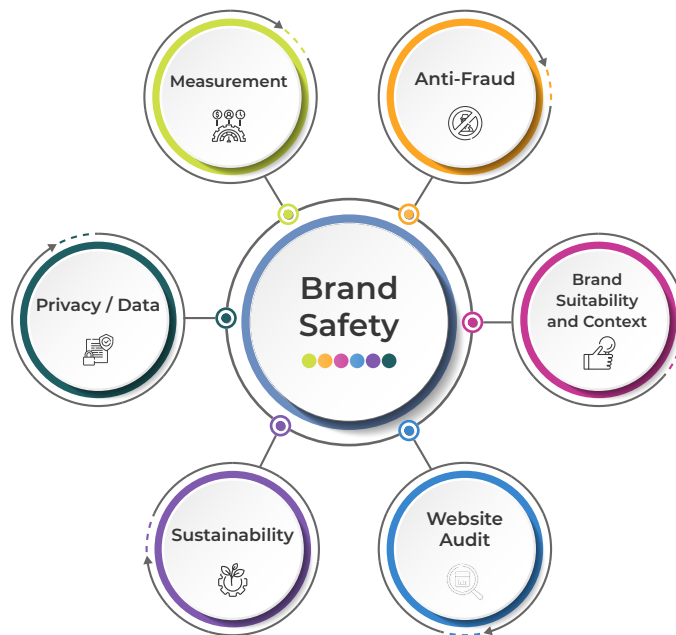 Measurement
Anti-Fraud
Brand
Safety
Privacy / Data
Brand
Suitability
and Context
Sustainability
Website
Audit